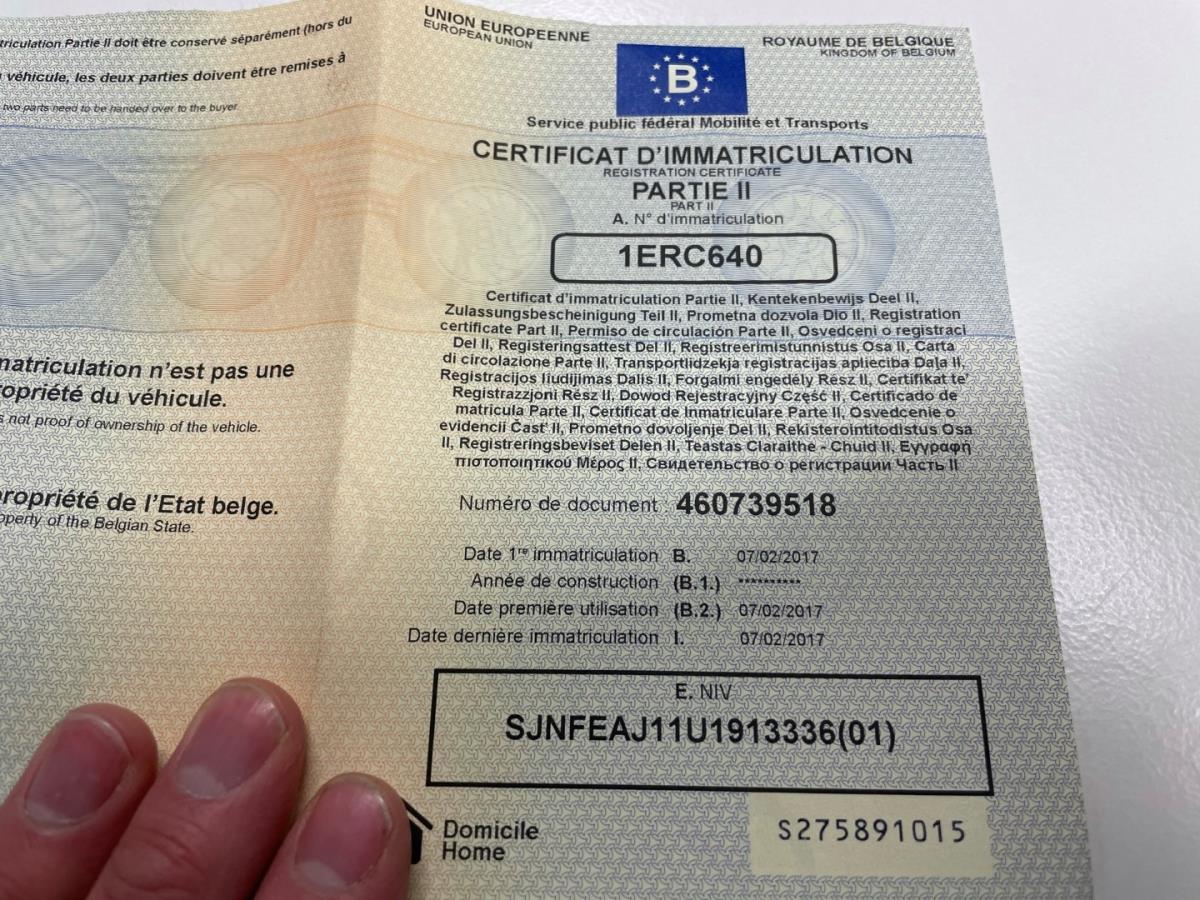 triculation Partie II doit être conservé séparément (hors du
véhicule, les deux parties doivent être remises à
two parts need to be handed over to the buyer.
matriculation n'est pas une
ropriété du véhicule.
s not proof of ownership of the vehicle.
propriété de l'Etat belge.
operty of the Belgian State.
UNION EUROPEENNE
EUROPEAN UNION
B
ROYAUME DE BELGIQUE
KINGDOM OF BELGIUM
Service public fédéral Mobilité et Transports
CERTIFICAT D'IMMATRICULATION
REGISTRATION CERTIFICATE
PARTIE II
PART II
A. N° d'immatriculation
1ERC640
Certificat d'immatriculation Partie II, Kentekenbewijs Deel II,
Zulassungsbescheinigung Teil II, Prometna dozvola Dio II, Registration
certificate Part II, Permiso de circulación Parte II, Osvedceni o registraci
Del II, Registeringsattest Del II, Registreerimistunnistus Osa II, Carta
di circolazione Parte II, Transportlidzekja registracijas aplieciba Daļa II,
Registracijos liudijimas Dalis II, Forgalmi engedély Rész II, Certifikat te'
Registrazzjoni Rész II, Dowod Rejestracyjny Część II, Certificado de
matricula Parte II, Certificat de Inmatriculare Parte II, Osvedcenie o
evidencii Cast' II, Prometno dovoljenje Del II, Rekisterointitodistus Osa
II, Registreringsbeviset Delen II, Teastas Claraithe - Chuid II, Εγγραφή
πιστοποιητικού Μέρος II, Свидетельство о регистрации Часть II
Numéro de document : 460739518
Date 1re immatriculation B. 07/02/2017
Année de construction (B.1.) **********
Date première utilisation (B.2.) 07/02/2017
Date dernière immatriculation I. 07/02/2017
E. NIV
SJNFEAJ11U1913336(01)
Domicile
Home
S275891015